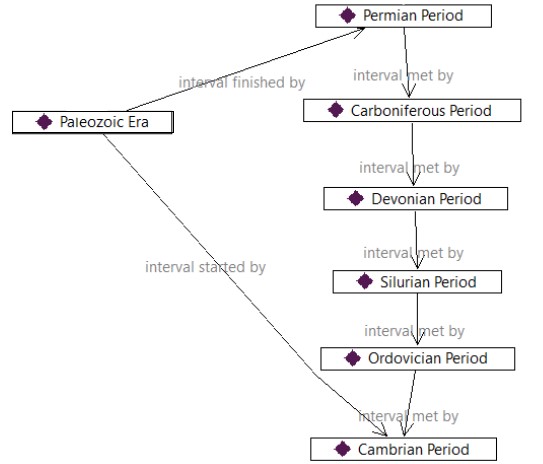 Permian Period
interval finished by
interval met by
Carboniferous Period
Paleozoic Era
interval met by
Devonian Period
interval met by
interval started by
Silurian Period
interval met by
Ordovician Period
interval met by
Cambrian Period